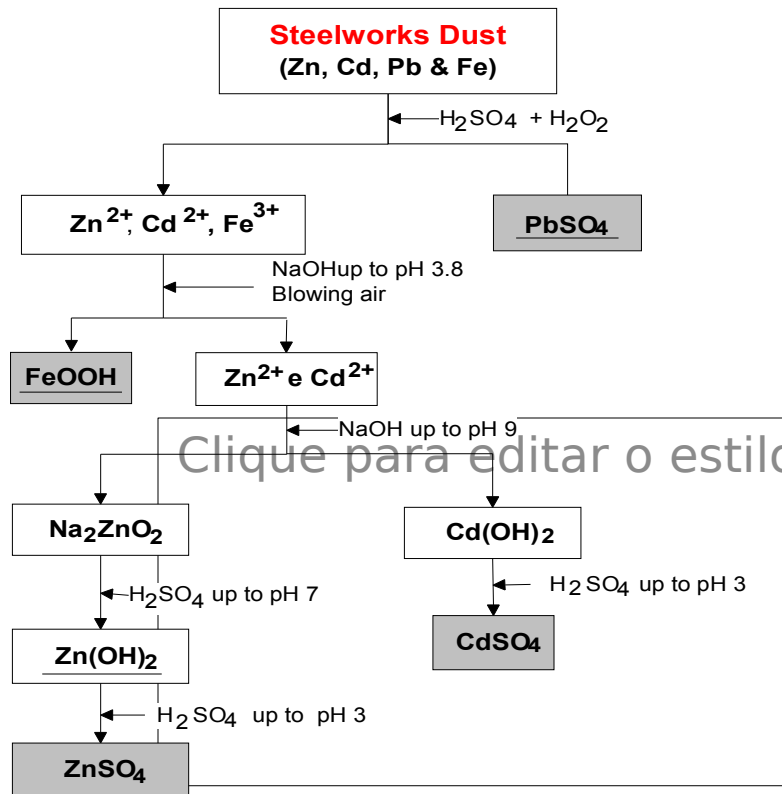 Steelworks Dust
(Zn, Cd, Pb & Fe)
H₂SO₄ + H₂O₂
Zn²⁺, Cd²⁺, Fe³⁺
PbSO₄
NaOHup to pH 3.8
Blowing air
FeOOH
Zn²⁺ e Cd²⁺
NaOH up to pH 9
Clique para editar o estilo
Na₂ZnO₂
Cd(OH)₂
H₂SO₄ up to pH 7
H₂SO₄ up to pH 3
Zn(OH)₂
CdSO₄
H₂SO₄ up to pH 3
ZnSO₄